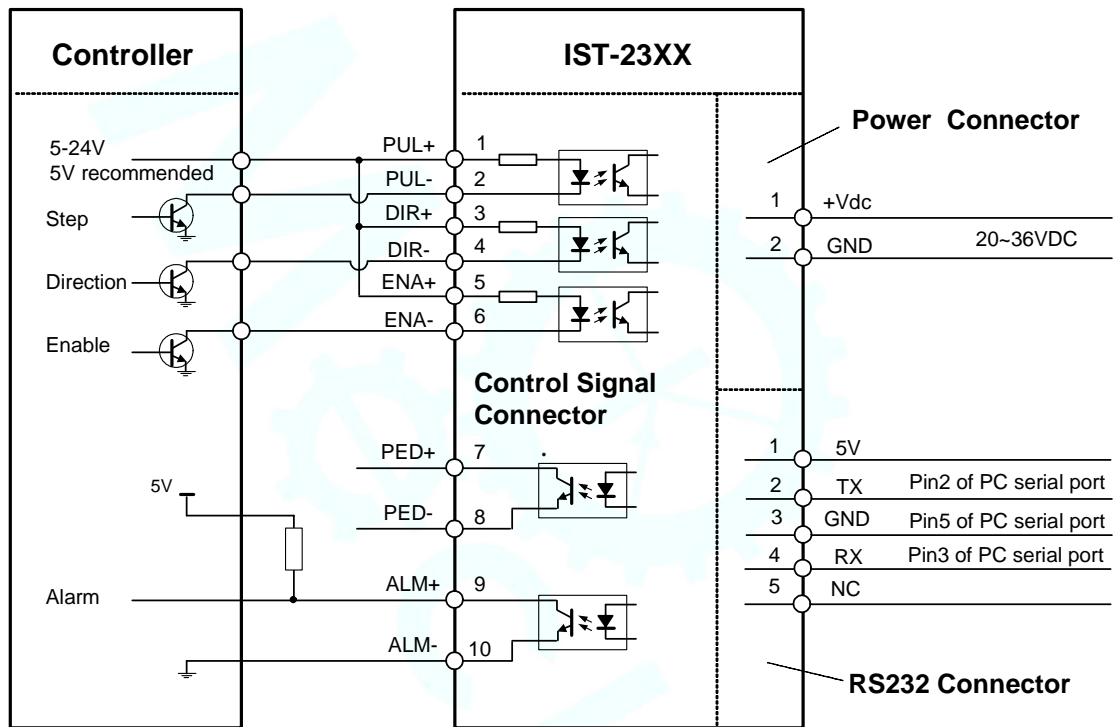 Controller
IST-23XX
5-24V
5V recommended
Step
Direction
Enable
PUL+
1
PUL-
2
DIR+
3
DIR-
4
ENA+
5
ENA-
6
Control Signal
Connector
PED+
7
PED-
8
5V
Alarm
ALM+
9
ALM-
10
Power Connector
1
+Vdc
2
GND
20~36VDC
1
5V
2
TX
Pin2 of PC serial port
3
GND
Pin5 of PC serial port
4
RX
Pin3 of PC serial port
5
NC
RS232 Connector